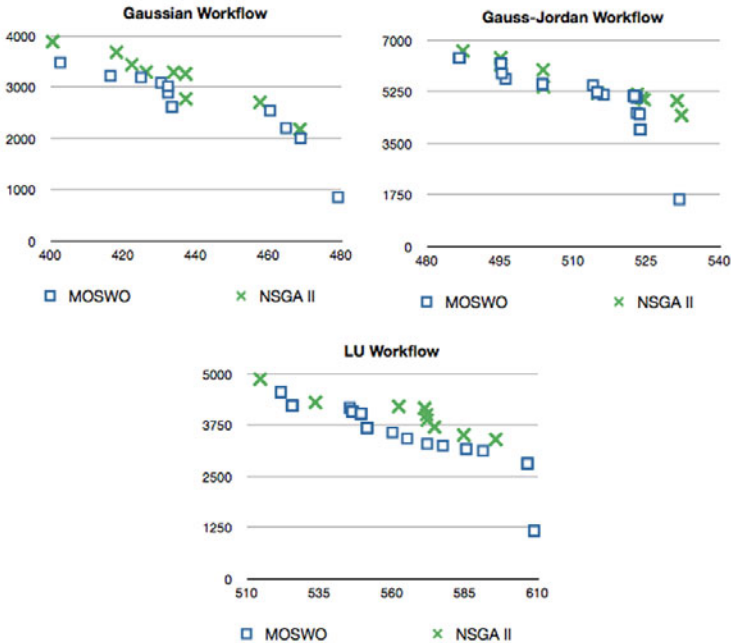 Gaussian Workflow
4000
3000
2000
1000
0
400 420 440 460 480
MOSWO NSGA II
Gauss-Jordan Workflow
7000
5250
3500
1750
0
480 495 510 525 540
MOSWO NSGA II
LU Workflow
5000
3750
2500
1250
0
510 535 560 585 610
MOSWO NSGA II